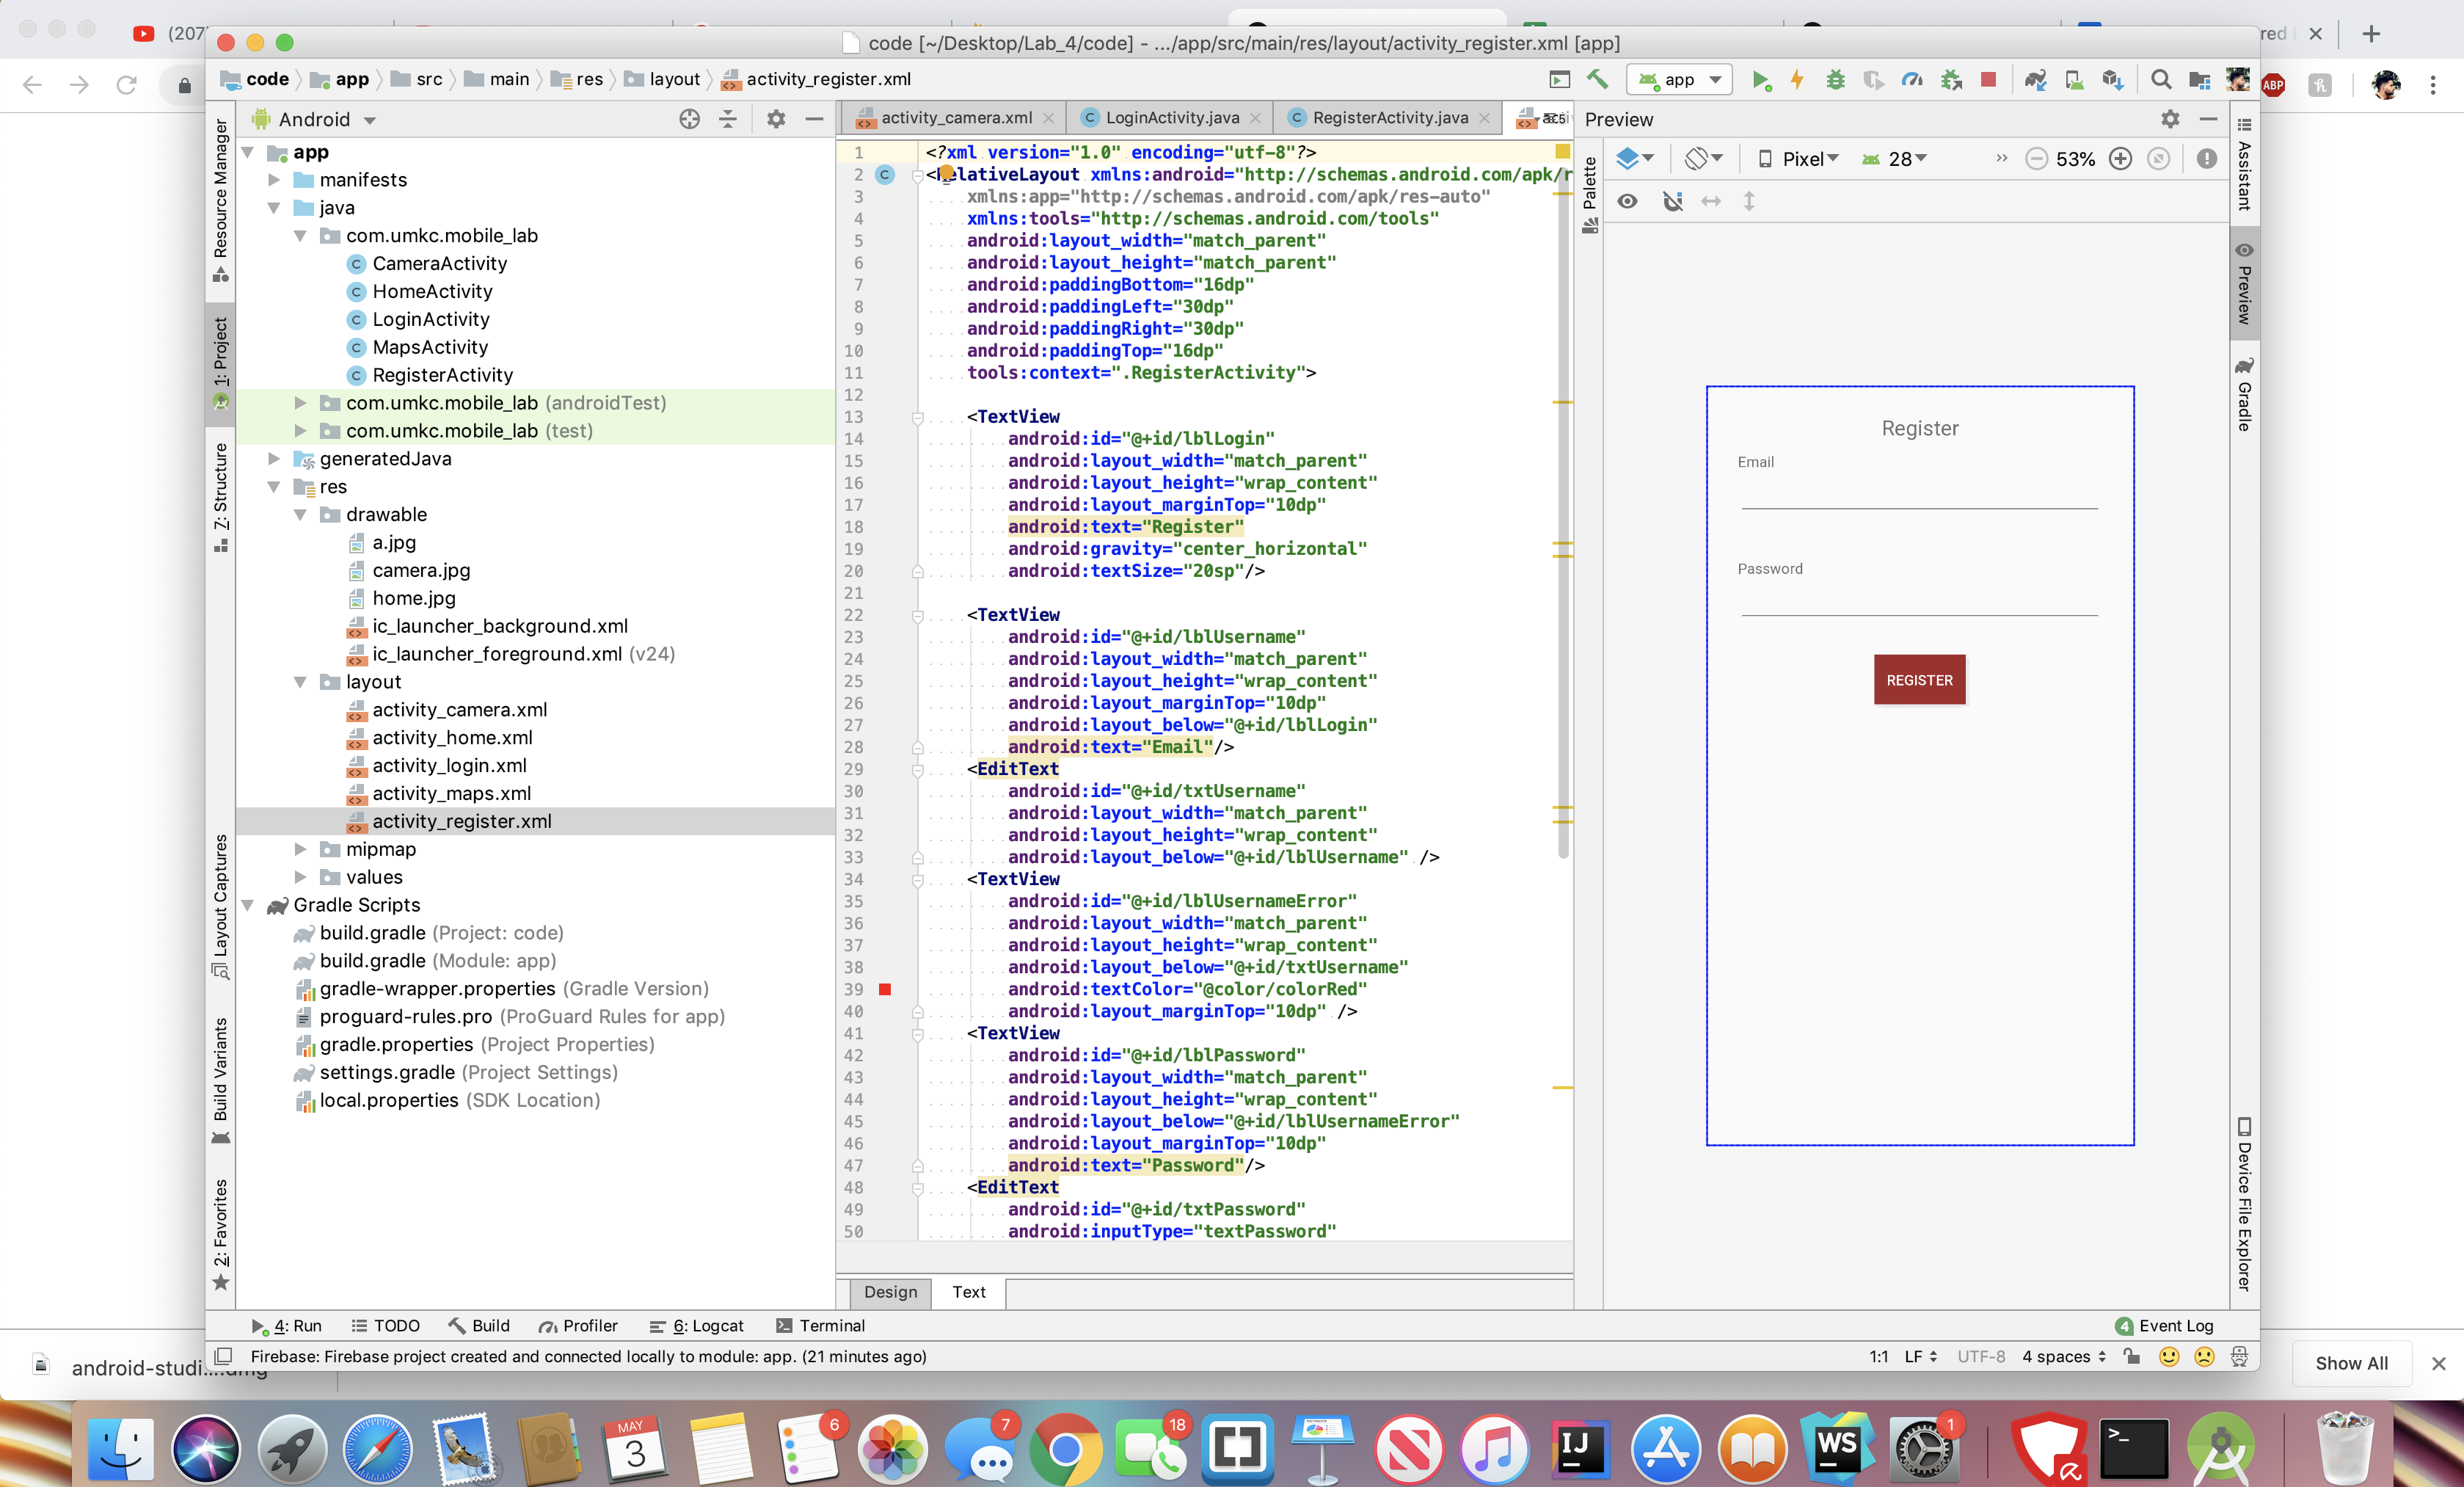 (207
red
code [~/Desktop/Lab_4/code] - .../app/src/main/res/layout/activity_register.xml [app]
code app src main res layout activity_register.xml
app
ABP
Android
activity_camera.xml
LoginActivity.java
RegisterActivity.java
Preview
Resource Manager
1: Project
7: Structure
Layout Captures
Build Variants
2: Favorites
app
manifests
java
com.umkc.mobile_lab
CameraActivity
HomeActivity
LoginActivity
MapsActivity
RegisterActivity
com.umkc.mobile_lab (androidTest)
com.umkc.mobile_lab (test)
generatedJava
res
drawable
a.jpg
camera.jpg
home.jpg
ic_launcher_background.xml
ic_launcher_foreground.xml (v24)
layout
activity_camera.xml
activity_home.xml
activity_login.xml
activity_maps.xml
activity_register.xml
mipmap
values
Gradle Scripts
build.gradle (Project: code)
build.gradle (Module: app)
gradle-wrapper.properties (Gradle Version)
proguard-rules.pro (ProGuard Rules for app)
gradle.properties (Project Properties)
settings.gradle (Project Settings)
local.properties (SDK Location)
1 <?xml version="1.0" encoding="utf-8"?>
2 <RelativeLayout xmlns:android="http://schemas.android.com/apk/r
3 xmlns:app="http://schemas.android.com/apk/res-auto"
4 xmlns:tools="http://schemas.android.com/tools"
5 android:layout_width="match_parent"
6 android:layout_height="match_parent"
7 android:paddingBottom="16dp"
8 android:paddingLeft="30dp"
9 android:paddingRight="30dp"
10 android:paddingTop="16dp"
11 tools:context=".RegisterActivity">
12
13 <TextView
14 android:id="@+id/lblLogin"
15 android:layout_width="match_parent"
16 android:layout_height="wrap_content"
17 android:layout_marginTop="10dp"
18 android:text="Register"
19 android:gravity="center_horizontal"
20 android:textSize="20sp"/>
21
22 <TextView
23 android:id="@+id/lblUsername"
24 android:layout_width="match_parent"
25 android:layout_height="wrap_content"
26 android:layout_marginTop="10dp"
27 android:layout_below="@+id/lblLogin"
28 android:text="Email"/>
29 <EditText
30 android:id="@+id/txtUsername"
31 android:layout_width="match_parent"
32 android:layout_height="wrap_content"
33 android:layout_below="@+id/lblUsername" />
34 <TextView
35 android:id="@+id/lblUsernameError"
36 android:layout_width="match_parent"
37 android:layout_height="wrap_content"
38 android:layout_below="@+id/txtUsername"
39 android:textColor="@color/colorRed"
40 android:layout_marginTop="10dp" />
41 <TextView
42 android:id="@+id/lblPassword"
43 android:layout_width="match_parent"
44 android:layout_height="wrap_content"
45 android:layout_below="@+id/lblUsernameError"
46 android:layout_marginTop="10dp"
47 android:text="Password"/>
48 <EditText
49 android:id="@+id/txtPassword"
50 android:inputType="textPassword"
Design Text
Palette
Pixel 28 » 53%
Register
Email
Password
REGISTER
Assistant
Preview
Gradle
Device File Explorer
4: Run TODO Build Profiler 6: Logcat Terminal
4 Event Log
Firebase: Firebase project created and connected locally to module: app. (21 minutes ago)
1:1 LF UTF-8 4 spaces
android-studi....dmg
Show All
MAY
3
6
7
18
IJ
WS
1
>_